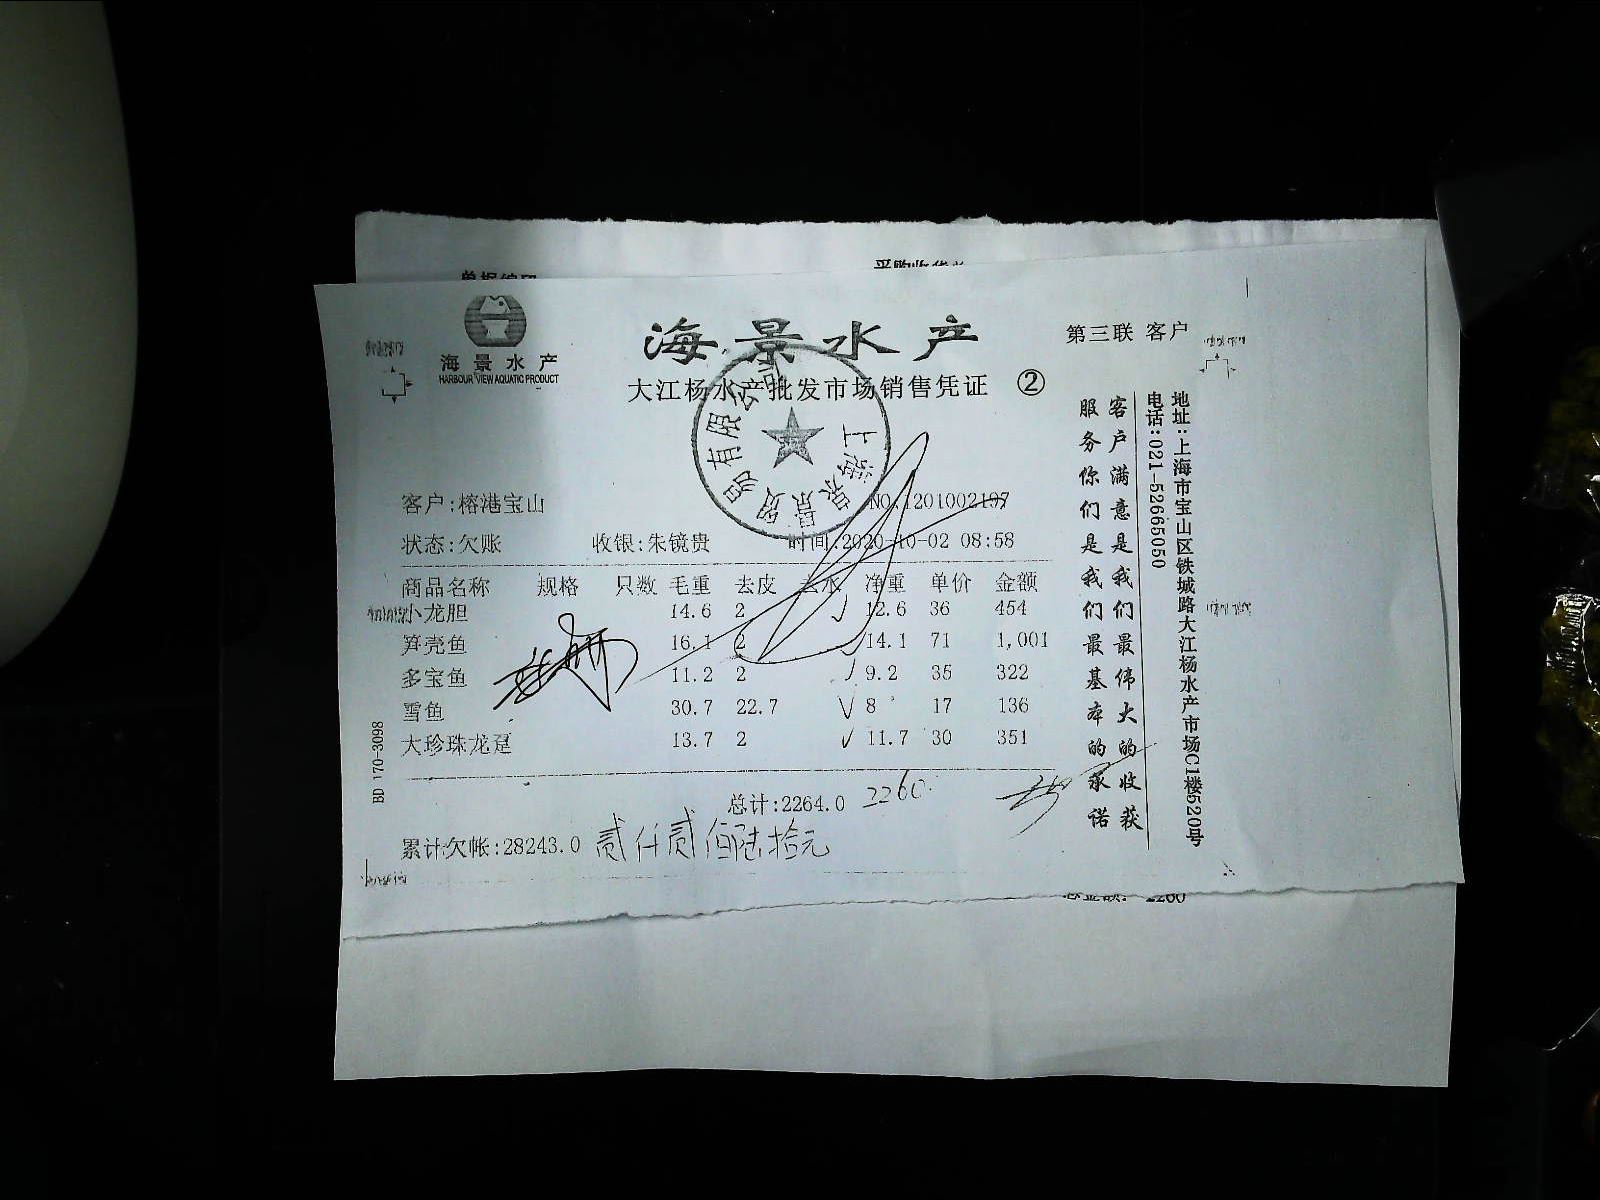 海景水产
HARBOUR VIEW AQUATIC PRODUCT
海景水产
大江杨水产批发市场销售凭证 ②
第三联 客户
客户:榕港宝山 NO.1201002197
状态:欠账 收银:朱镜贵 时间:2020-10-02 08:58
商品名称 规格 只数 毛重 去皮 去水 净重 单价 金额
小龙胆 14.6 2 12.6 36 454
笋壳鱼 16.1 2 14.1 71 1,001
多宝鱼 11.2 2 9.2 35 322
雪鱼 30.7 22.7 8 17 136
大珍珠龙趸 13.7 2 11.7 30 351
总计:2264.0 2260.
累计欠帐:28243.0 贰仟贰佰陆拾元
BD 170-3098
客户满意是我们最伟大的收获
服务你们是我们最基本的承诺
地址:上海市宝山区铁城路大江杨水产市场C1楼520号
电话:021-52665050
总金额: 2260